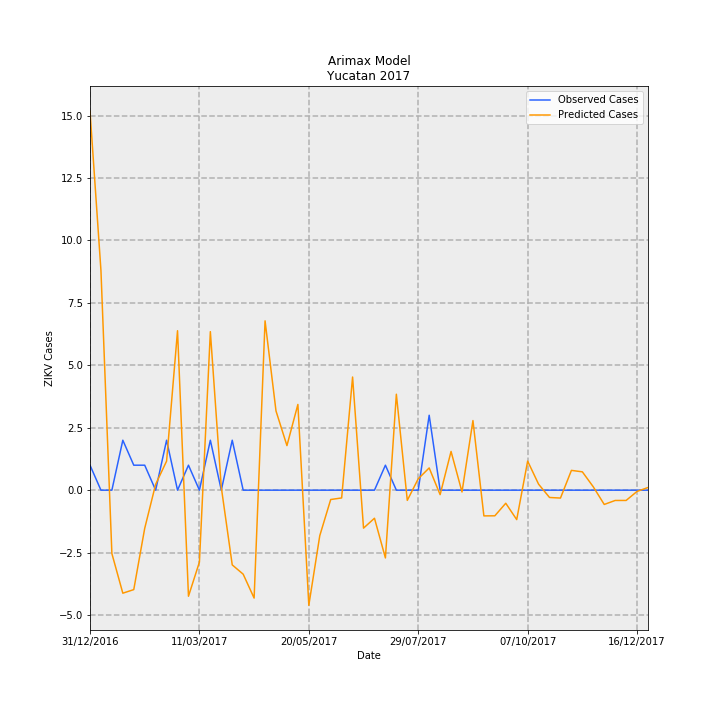 Arimax Model
Yucatan 2017
Observed Cases
Predicted Cases
15.0
12.5
10.0
7.5
5.0
2.5
0.0
−2.5
−5.0
ZIKV Cases
31/12/2016 11/03/2017 20/05/2017 29/07/2017 07/10/2017 16/12/2017
Date